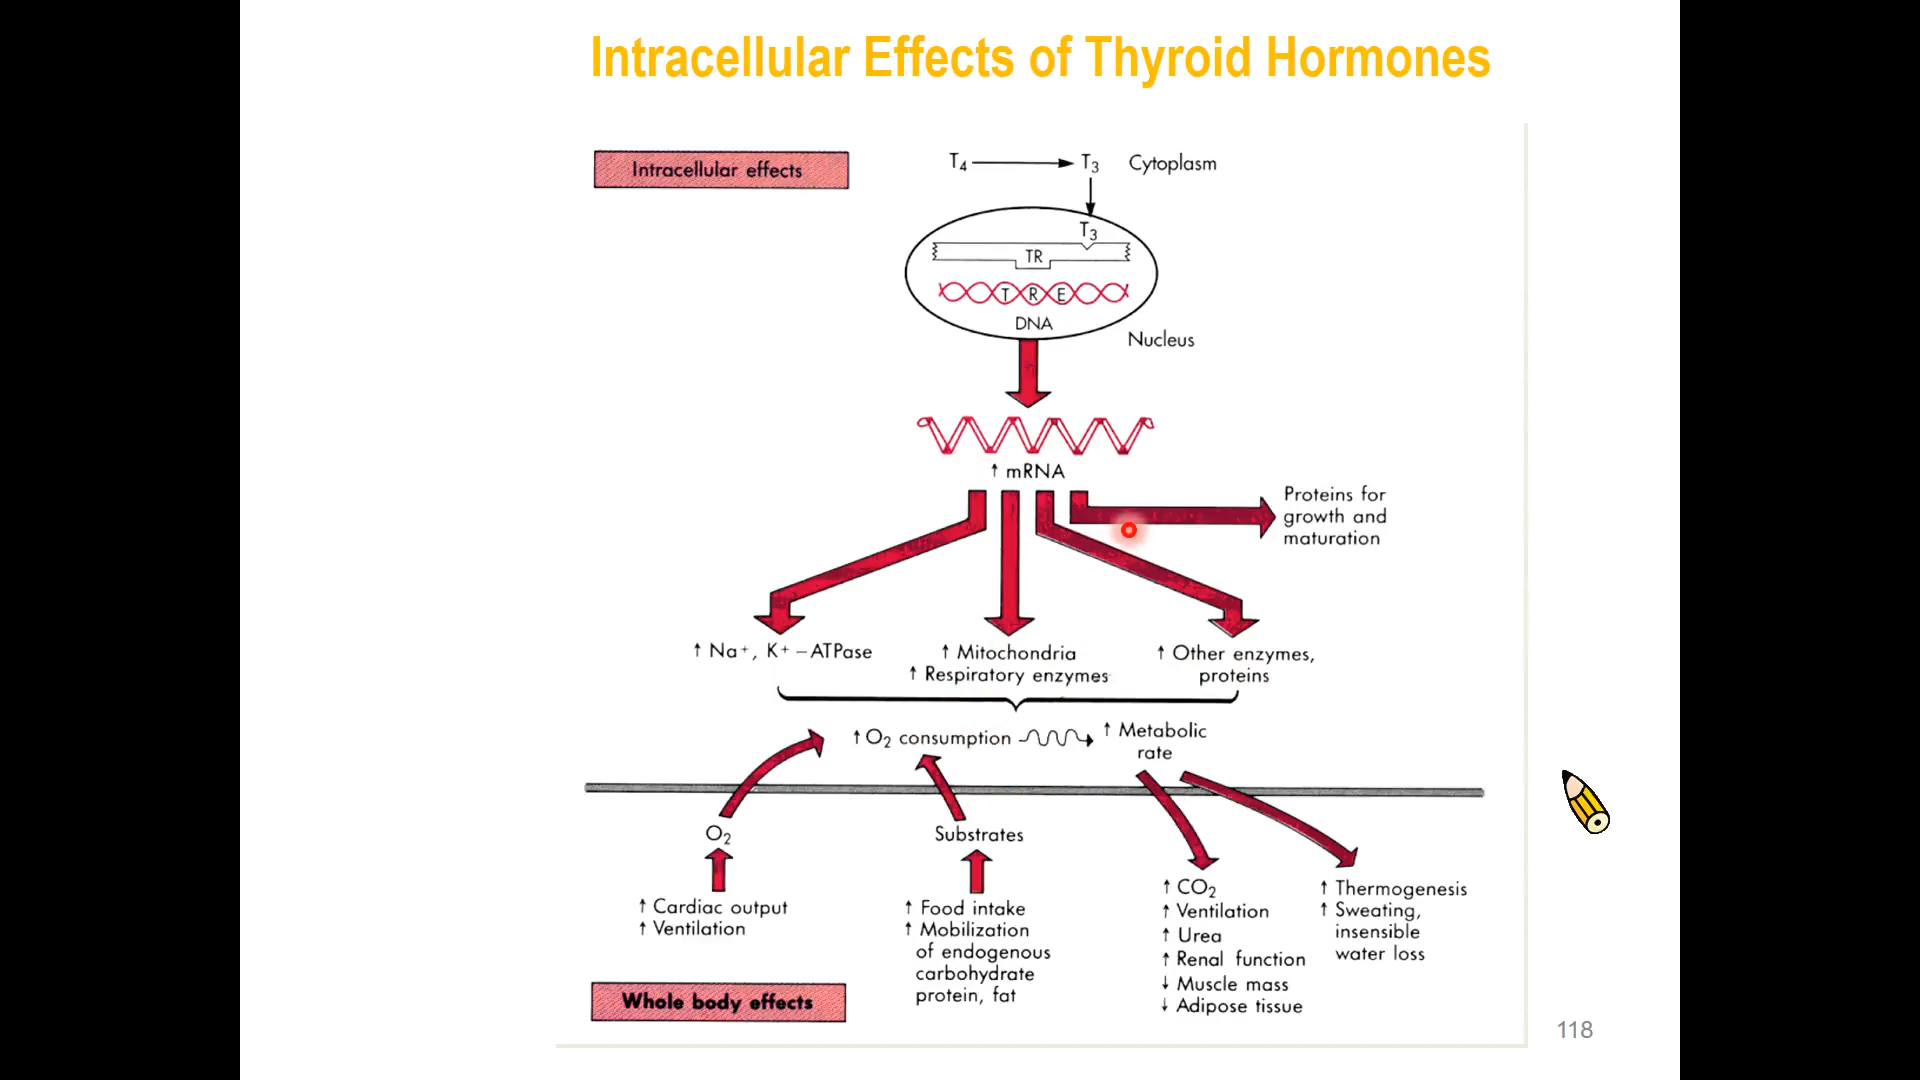 Intracellular Effects of Thyroid Hormones
Intracellular effects
T₄ T₃ Cytoplasm
T₃
TR
T R E
DNA
Nucleus
↑ mRNA
Proteins for
growth and
maturation
↑ Na⁺, K⁺ –ATPase
↑ Mitochondria
↑ Respiratory enzymes
↑ Other enzymes,
proteins
↑ O₂ consumption
↑ Metabolic
rate
O₂
↑ Cardiac output
↑ Ventilation
Substrates
↑ Food intake
↑ Mobilization
of endogenous
carbohydrate
protein, fat
↑ CO₂
↑ Ventilation
↑ Urea
↑ Renal function
↓ Muscle mass
↓ Adipose tissue
↑ Thermogenesis
↑ Sweating,
insensible
water loss
Whole body effects
118